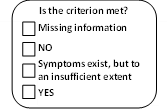 Is the criterion met?
Missing information
NO
Symptoms exist, but to
an insufficient extent
YES